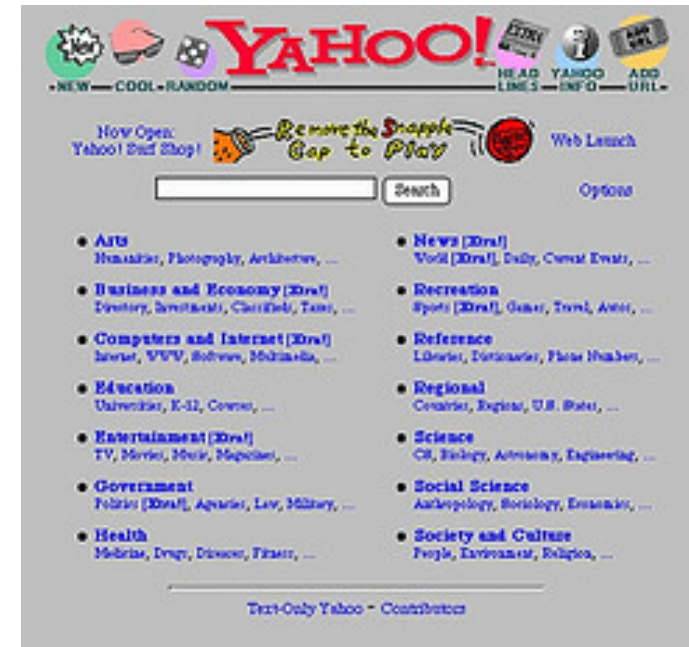 New
YAHOO!
ADD URL
NEW COOL RANDOM
HEAD LINES YAHOO INFO ADD URL
Now Open: Yahoo! Surf Shop!
Remove the Snapple Cap to Play
Web Launch
Search
Options
Arts
Humanities, Photography, Architecture, ...
Business and Economy [Xtra!]
Directory, Investments, Classifieds, Taxes, ...
Computers and Internet [Xtra!]
Internet, WWW, Software, Multimedia, ...
Education
Universities, K-12, Courses, ...
Entertainment [Xtra!]
TV, Movies, Music, Magazines, ...
Government
Politics [Xtra!], Agencies, Law, Military, ...
Health
Medicine, Drugs, Diseases, Fitness, ...
News [Xtra!]
World [Xtra!], Daily, Current Events, ...
Recreation
Sports [Xtra!], Games, Travel, Autos, ...
Reference
Libraries, Dictionaries, Phone Numbers, ...
Regional
Countries, Regions, U.S. States, ...
Science
CS, Biology, Astronomy, Engineering, ...
Social Science
Anthropology, Sociology, Economics, ...
Society and Culture
People, Environment, Religion, ...
Text-Only Yahoo - Contributors